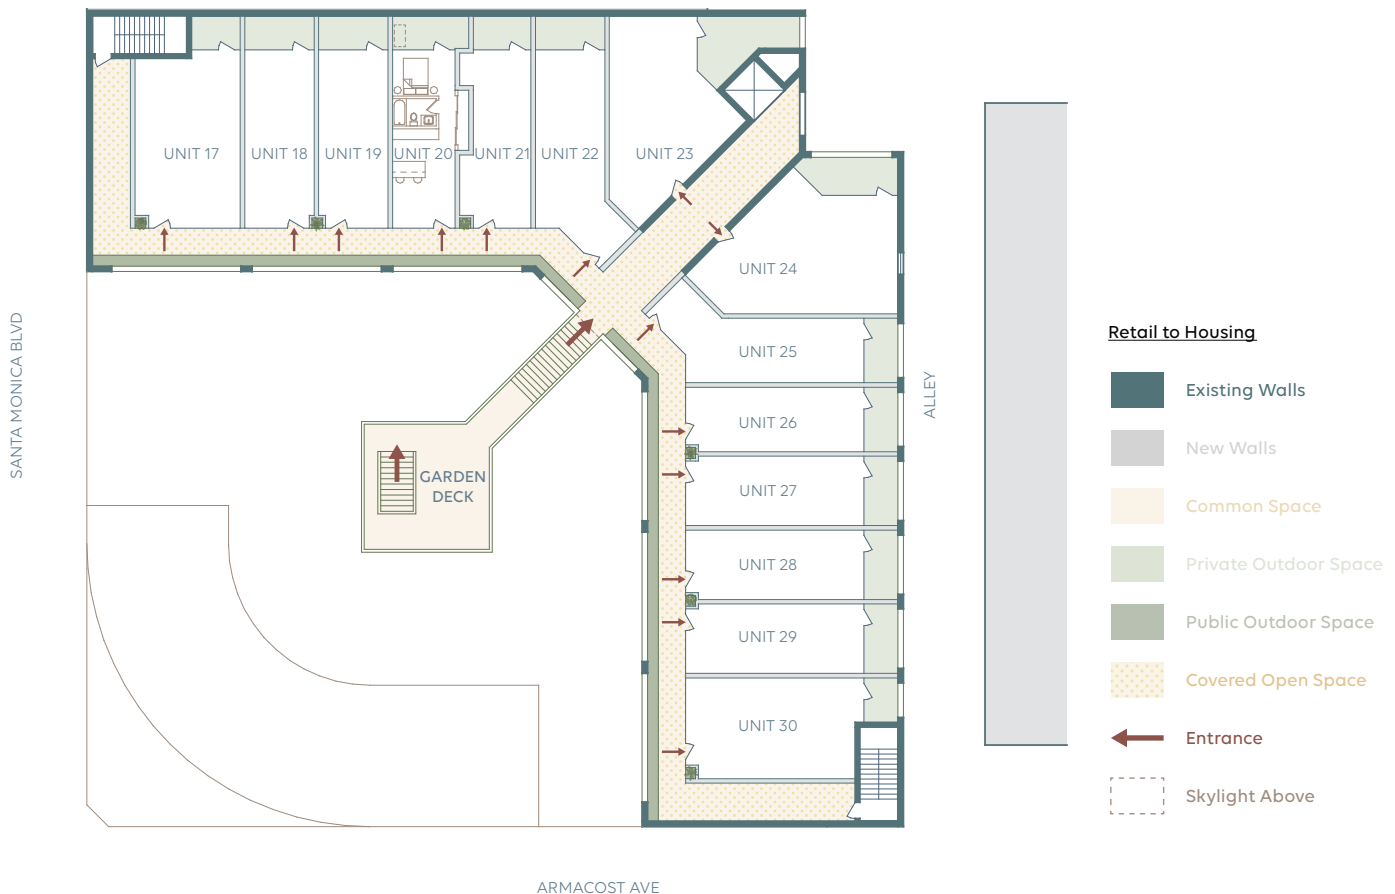 UNIT 17
UNIT 18
UNIT 19
UNIT 20
UNIT 21
UNIT 22
UNIT 23
UNIT 24
UNIT 25
UNIT 26
UNIT 27
UNIT 28
UNIT 29
UNIT 30
GARDEN
DECK
SANTA MONICA BLVD
ALLEY
ARMACOST AVE
Retail to Housing
Existing Walls
New Walls
Common Space
Private Outdoor Space
Public Outdoor Space
Covered Open Space
Entrance
Skylight Above